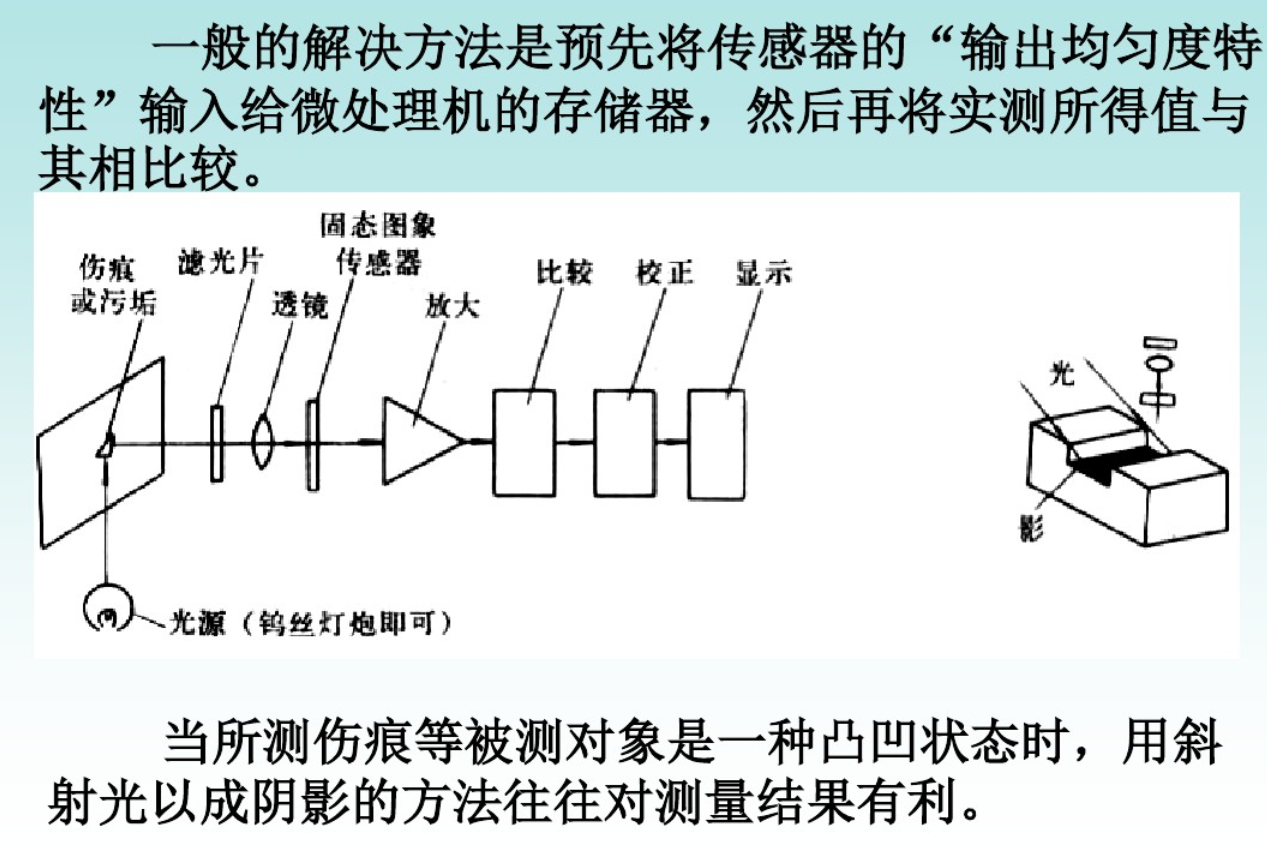 一般的解决方法是预先将传感器的“输出均匀度特
性”输入给微处理机的存储器，然后再将实测所得值与
其相比较。
固态图象
传感器
伤痕
或污垢
滤光片
透镜
放大
比较
校正
显示
光
影
光源（钨丝灯炮即可）
当所测伤痕等被测对象是一种凸凹状态时，用斜
射光以成阴影的方法往往对测量结果有利。